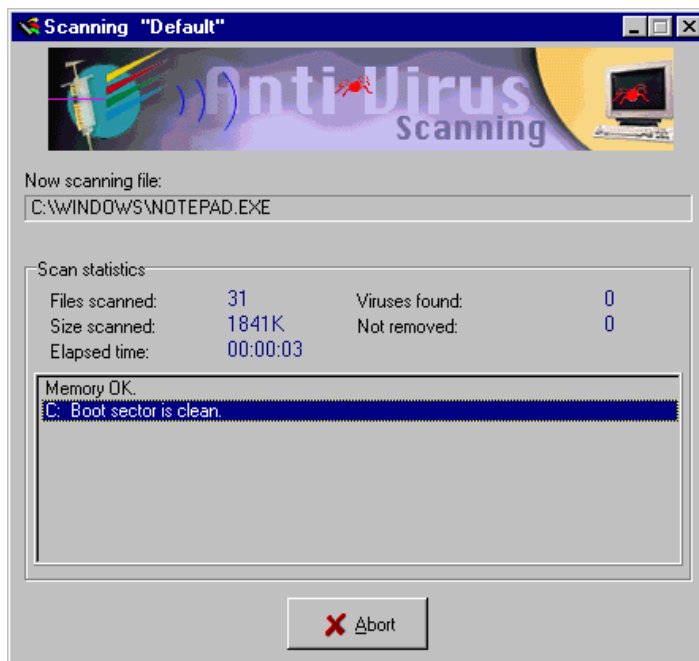 Scanning "Default"
Anti Virus
Scanning
Now scanning file:
C:\WINDOWS\NOTEPAD.EXE
Scan statistics
Files scanned: 31 Viruses found: 0
Size scanned: 1841K Not removed: 0
Elapsed time: 00:00:03
Memory OK.
C: Boot sector is clean.
Abort